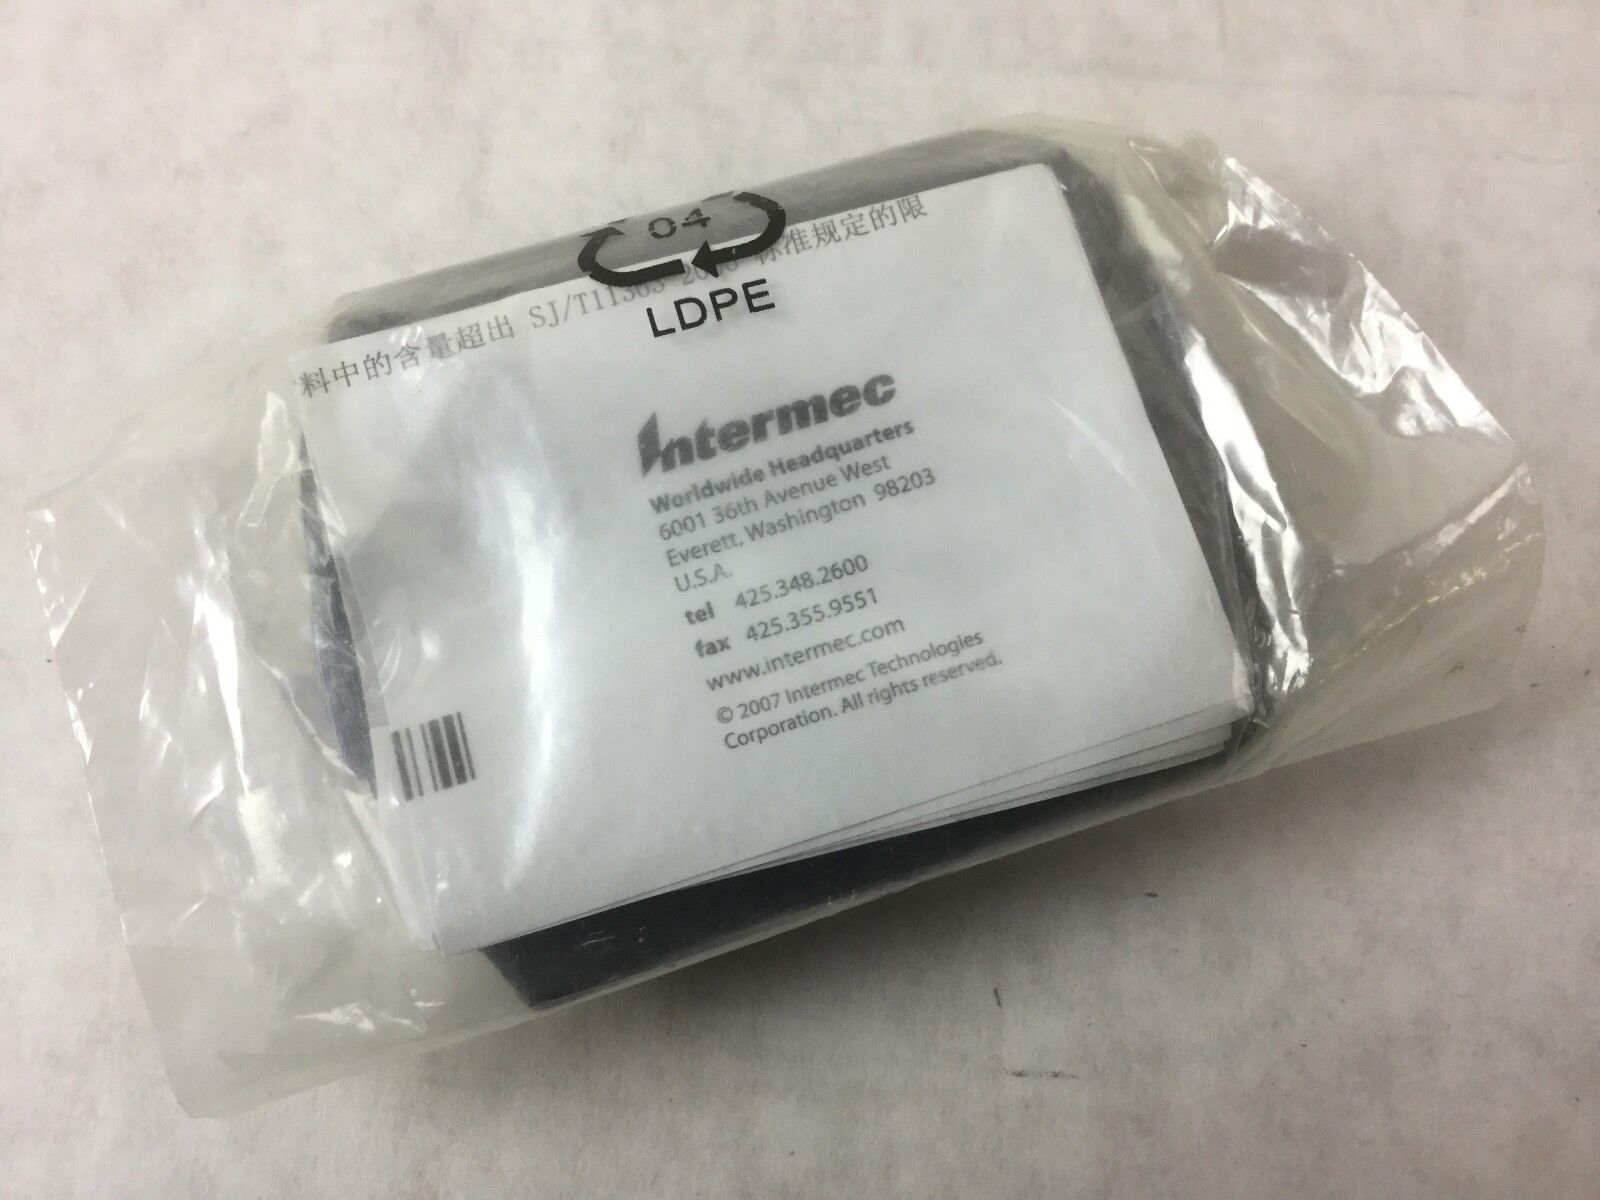 04
LDPE
料中的含量超出 SJ/T11363-2006 标准规定的限
Intermec
Worldwide Headquarters
6001 36th Avenue West
Everett, Washington 98203
U.S.A.
tel 425.348.2600
fax 425.355.9551
www.intermec.com
© 2007 Intermec Technologies
Corporation. All rights reserved.